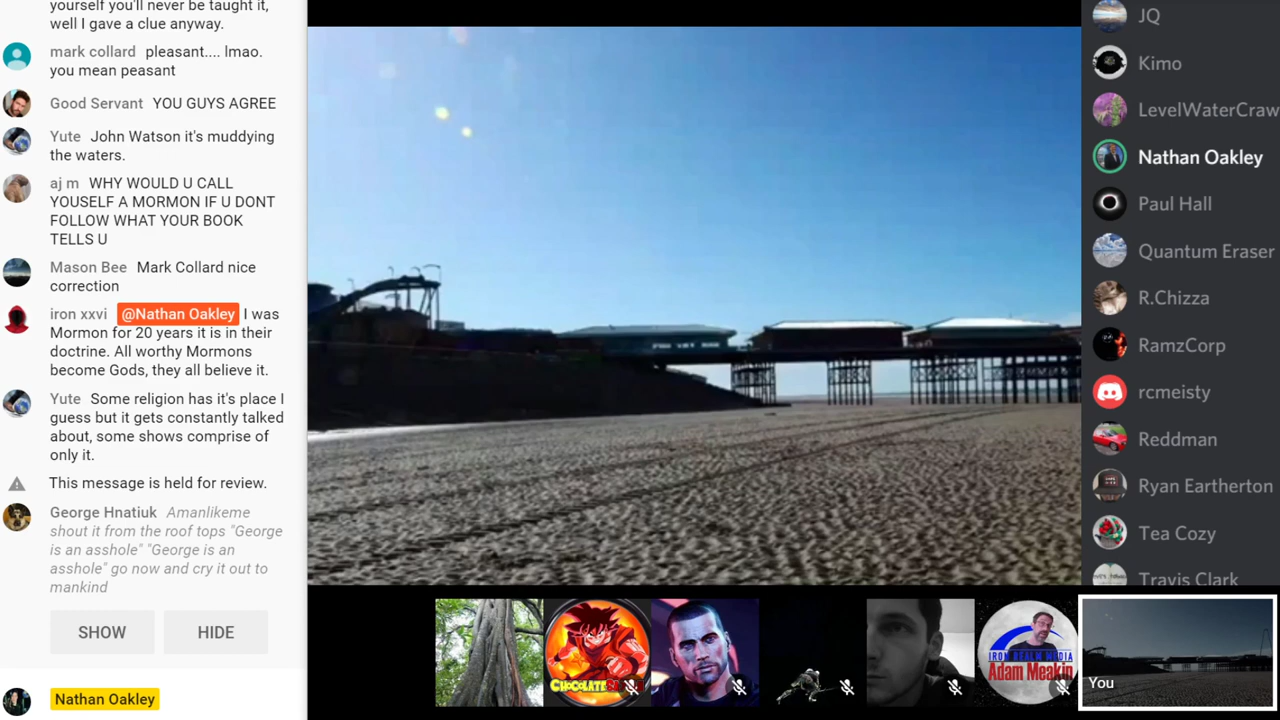 yourself you'll never be taught it,
well I gave a clue anyway.
mark collard pleasant.... lmao.
you mean peasant
Good Servant YOU GUYS AGREE
Yute John Watson it's muddying
the waters.
aj m WHY WOULD U CALL
YOUSELF A MORMON IF U DONT
FOLLOW WHAT YOUR BOOK
TELLS U
Mason Bee Mark Collard nice
correction
iron xxvi @Nathan Oakley I was
Mormon for 20 years it is in their
doctrine. All worthy Mormons
become Gods, they all believe it.
Yute Some religion has it's place I
guess but it gets constantly talked
about, some shows comprise of
only it.
This message is held for review.
George Hnatiuk Amanlikeme
shout it from the roof tops "George
is an asshole" "George is an
asshole" go now and cry it out to
mankind
SHOW HIDE
Nathan Oakley
JQ
Kimo
LevelWaterCraw
Nathan Oakley
Paul Hall
Quantum Eraser
R.Chizza
RamzCorp
rcmeisty
Reddman
Ryan Eartherton
Tea Cozy
Travis Clark
IRON REALM MEDIA
Adam Meakin
You